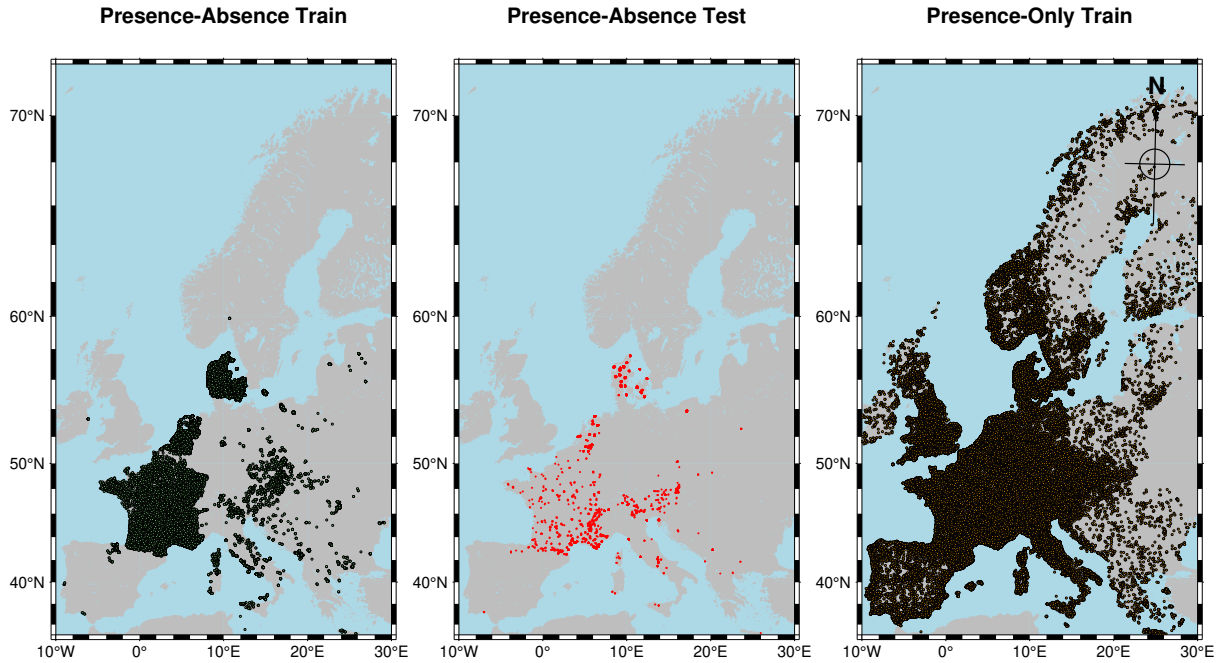 Presence-Absence Train
Presence-Absence Test
Presence-Only Train
70°N
60°N
50°N
40°N
10°W 0° 10°E 20°E 30°E
70°N
60°N
50°N
40°N
10°W 0° 10°E 20°E 30°E
N
70°N
60°N
50°N
40°N
10°W 0° 10°E 20°E 30°E